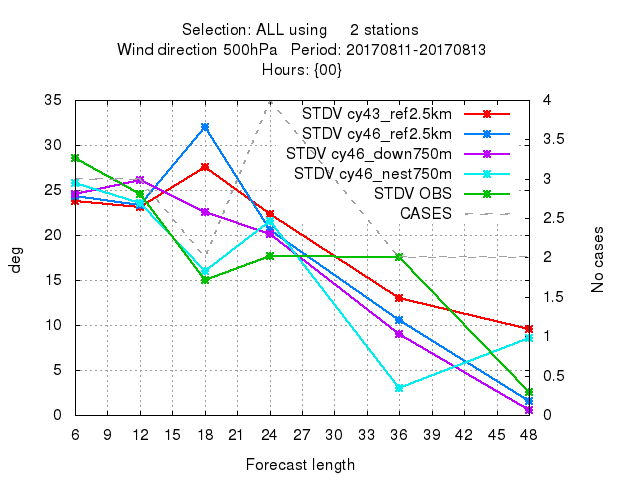 Selection: ALL using 2 stations
Wind direction 500hPa Period: 20170811-20170813
Hours: {00}
35
30
25
20
15
10
5
0
deg
4
3.5
3
2.5
2
1.5
1
0.5
0
No cases
STDV cy43_ref2.5km
STDV cy46_ref2.5km
STDV cy46_down750m
STDV cy46_nest750m
STDV OBS
CASES
6 9 12 15 18 21 24 27 30 33 36 39 42 45 48
Forecast length